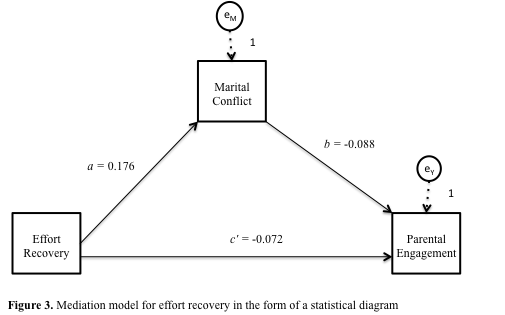 eM
1
Marital
Conflict
b = -0.088
a = 0.176
eY
1
Effort
Recovery
c' = -0.072
Parental
Engagement
Figure 3. Mediation model for effort recovery in the form of a statistical diagram